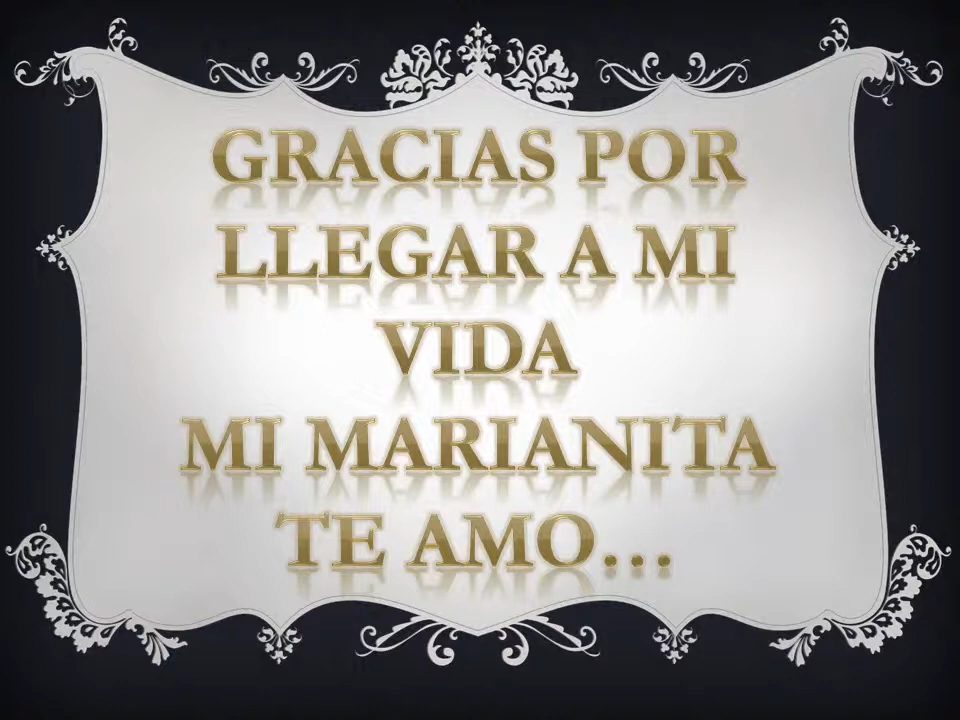 GRACIAS POR
LLEGAR A MI
VIDA
MI MARIANITA
TE AMO...